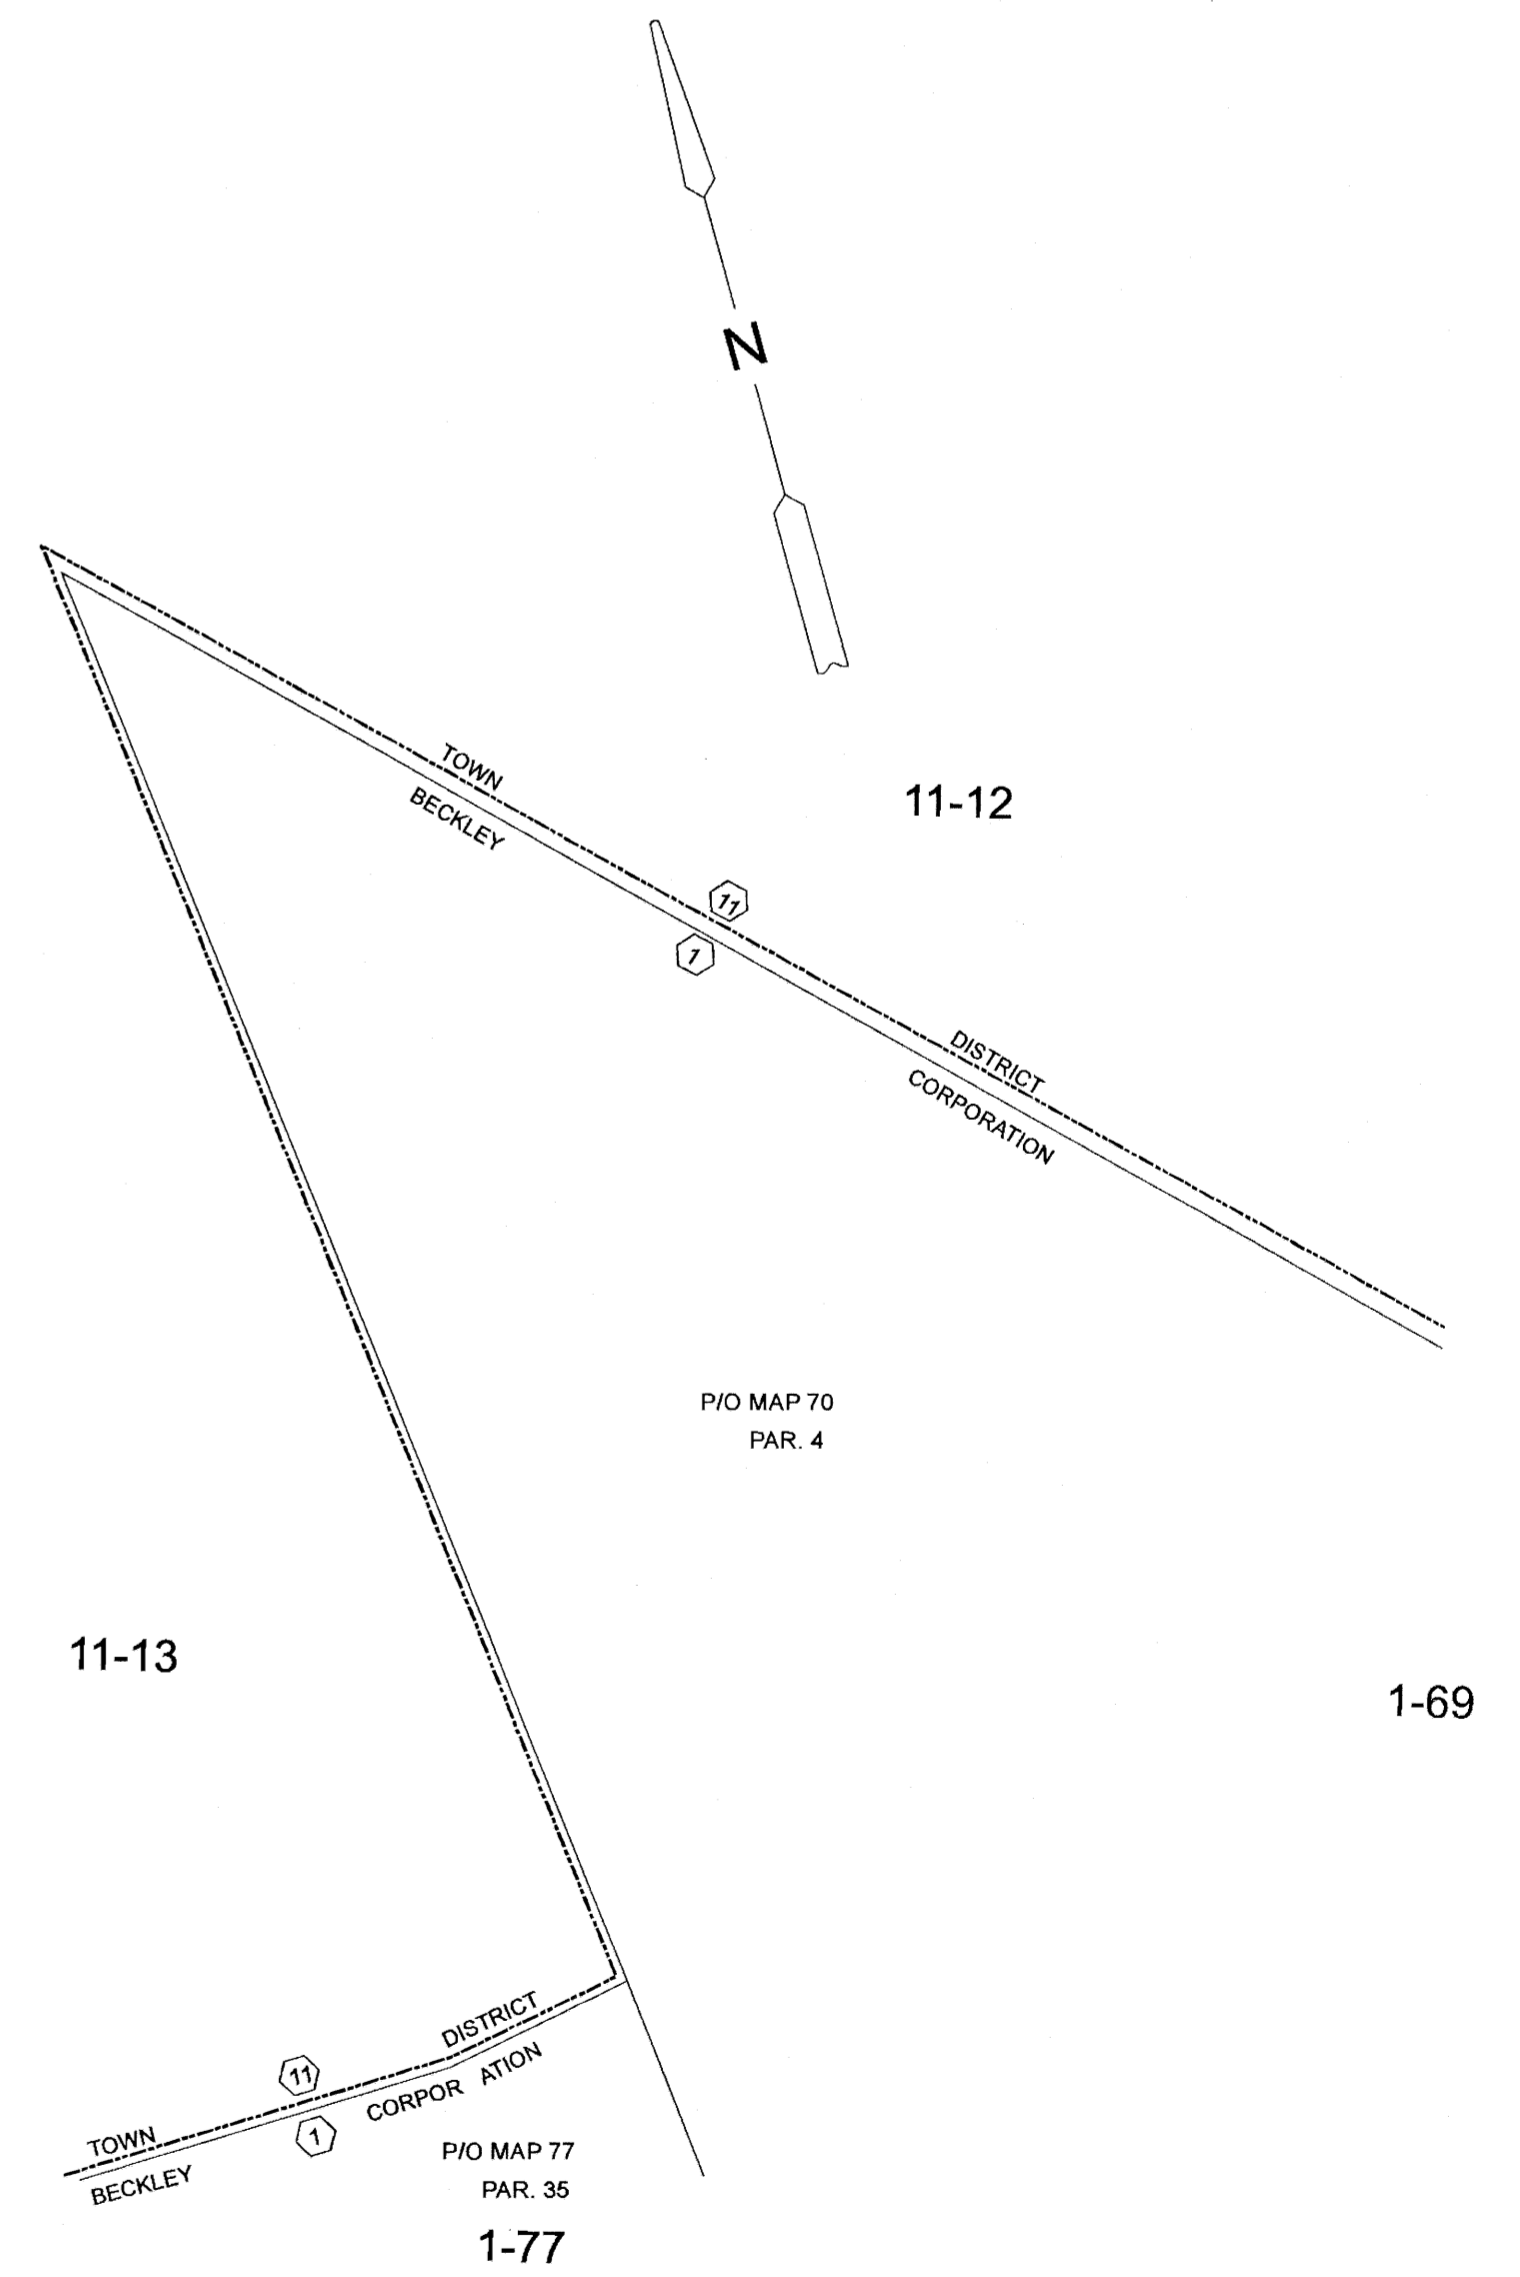 N
TOWN
DISTRICT
BECKLEY
CORPORATION
11
1
11-12
P/O MAP 70
PAR. 4
11-13
1-69
TOWN
DISTRICT
11
BECKLEY
CORPOR ATION
1
P/O MAP 77
PAR. 35
1-77